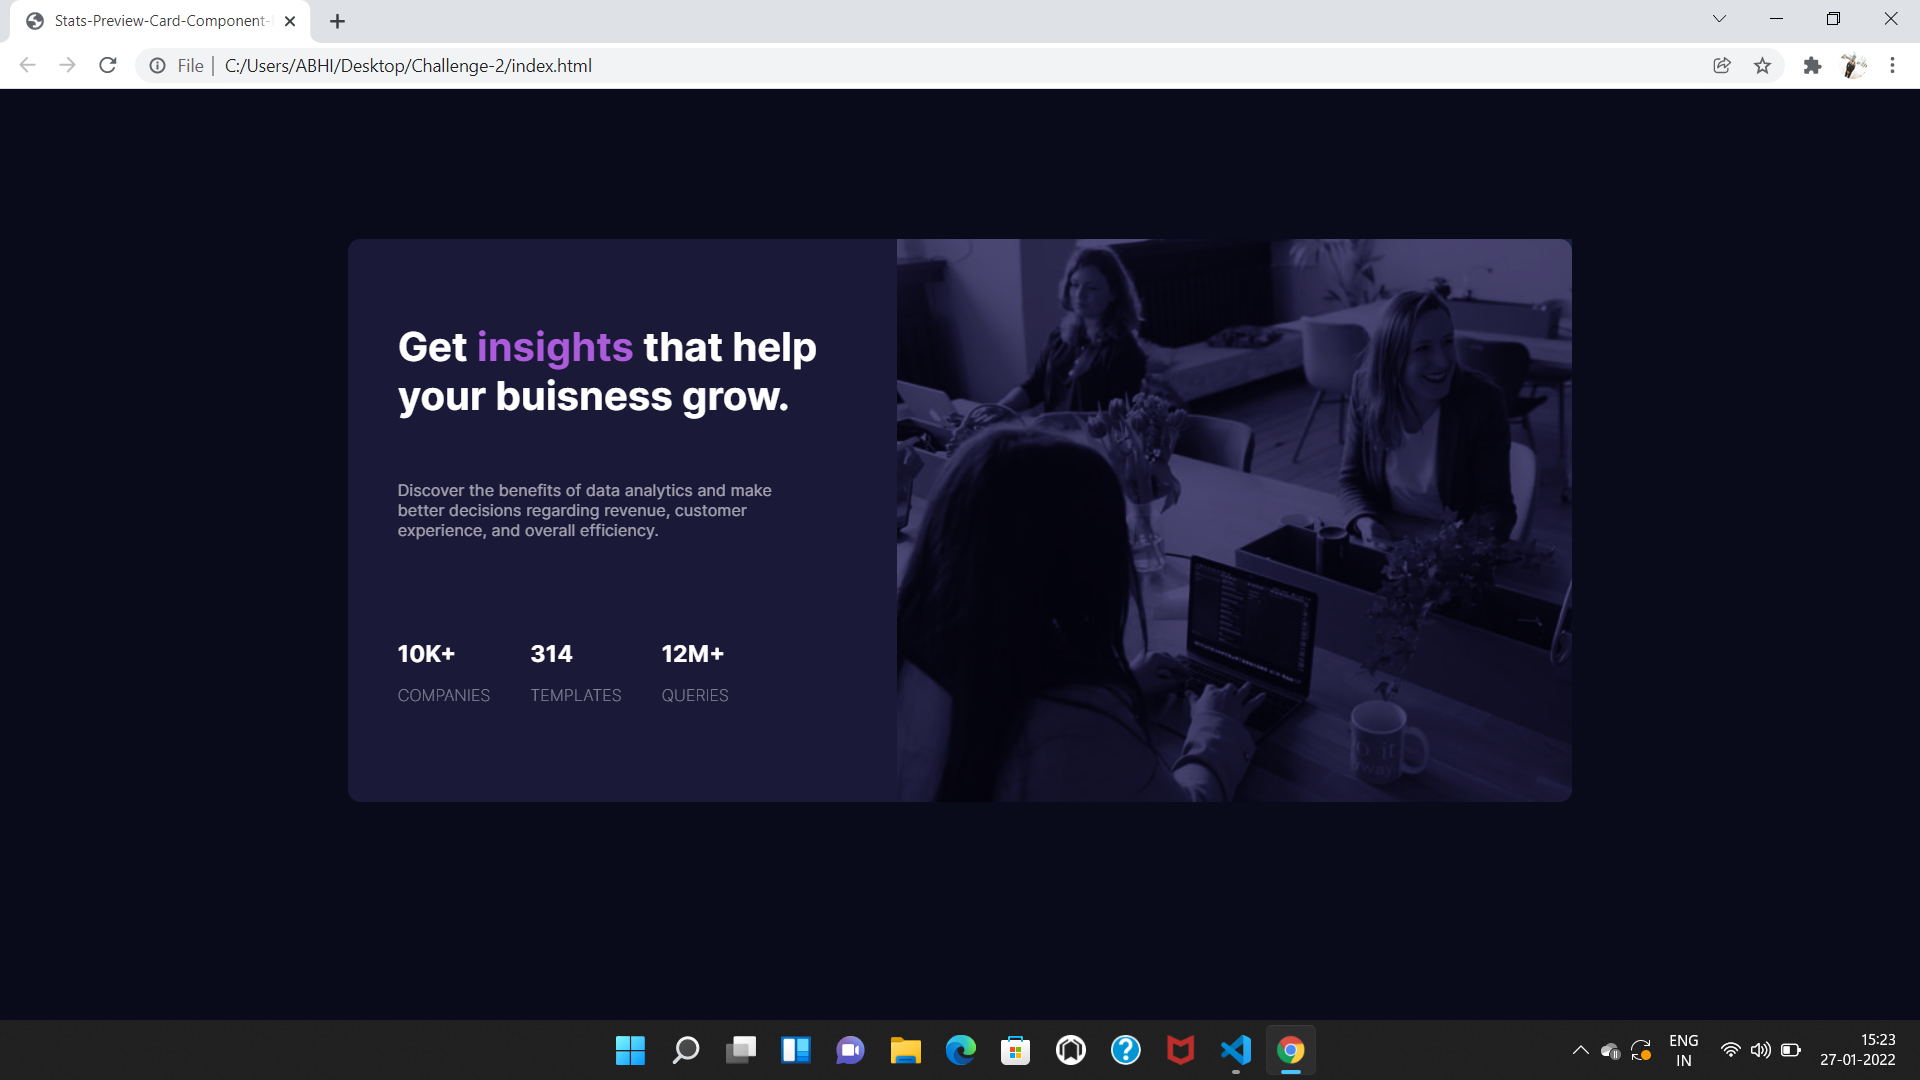 Stats-Preview-Card-Component-
File
C:/Users/ABHI/Desktop/Challenge-2/index.html
Get insights that help
your buisness grow.
Discover the benefits of data analytics and make
better decisions regarding revenue, customer
experience, and overall efficiency.
10K+ 314 12M+
COMPANIES TEMPLATES QUERIES
ENG
IN
15:23
27-01-2022